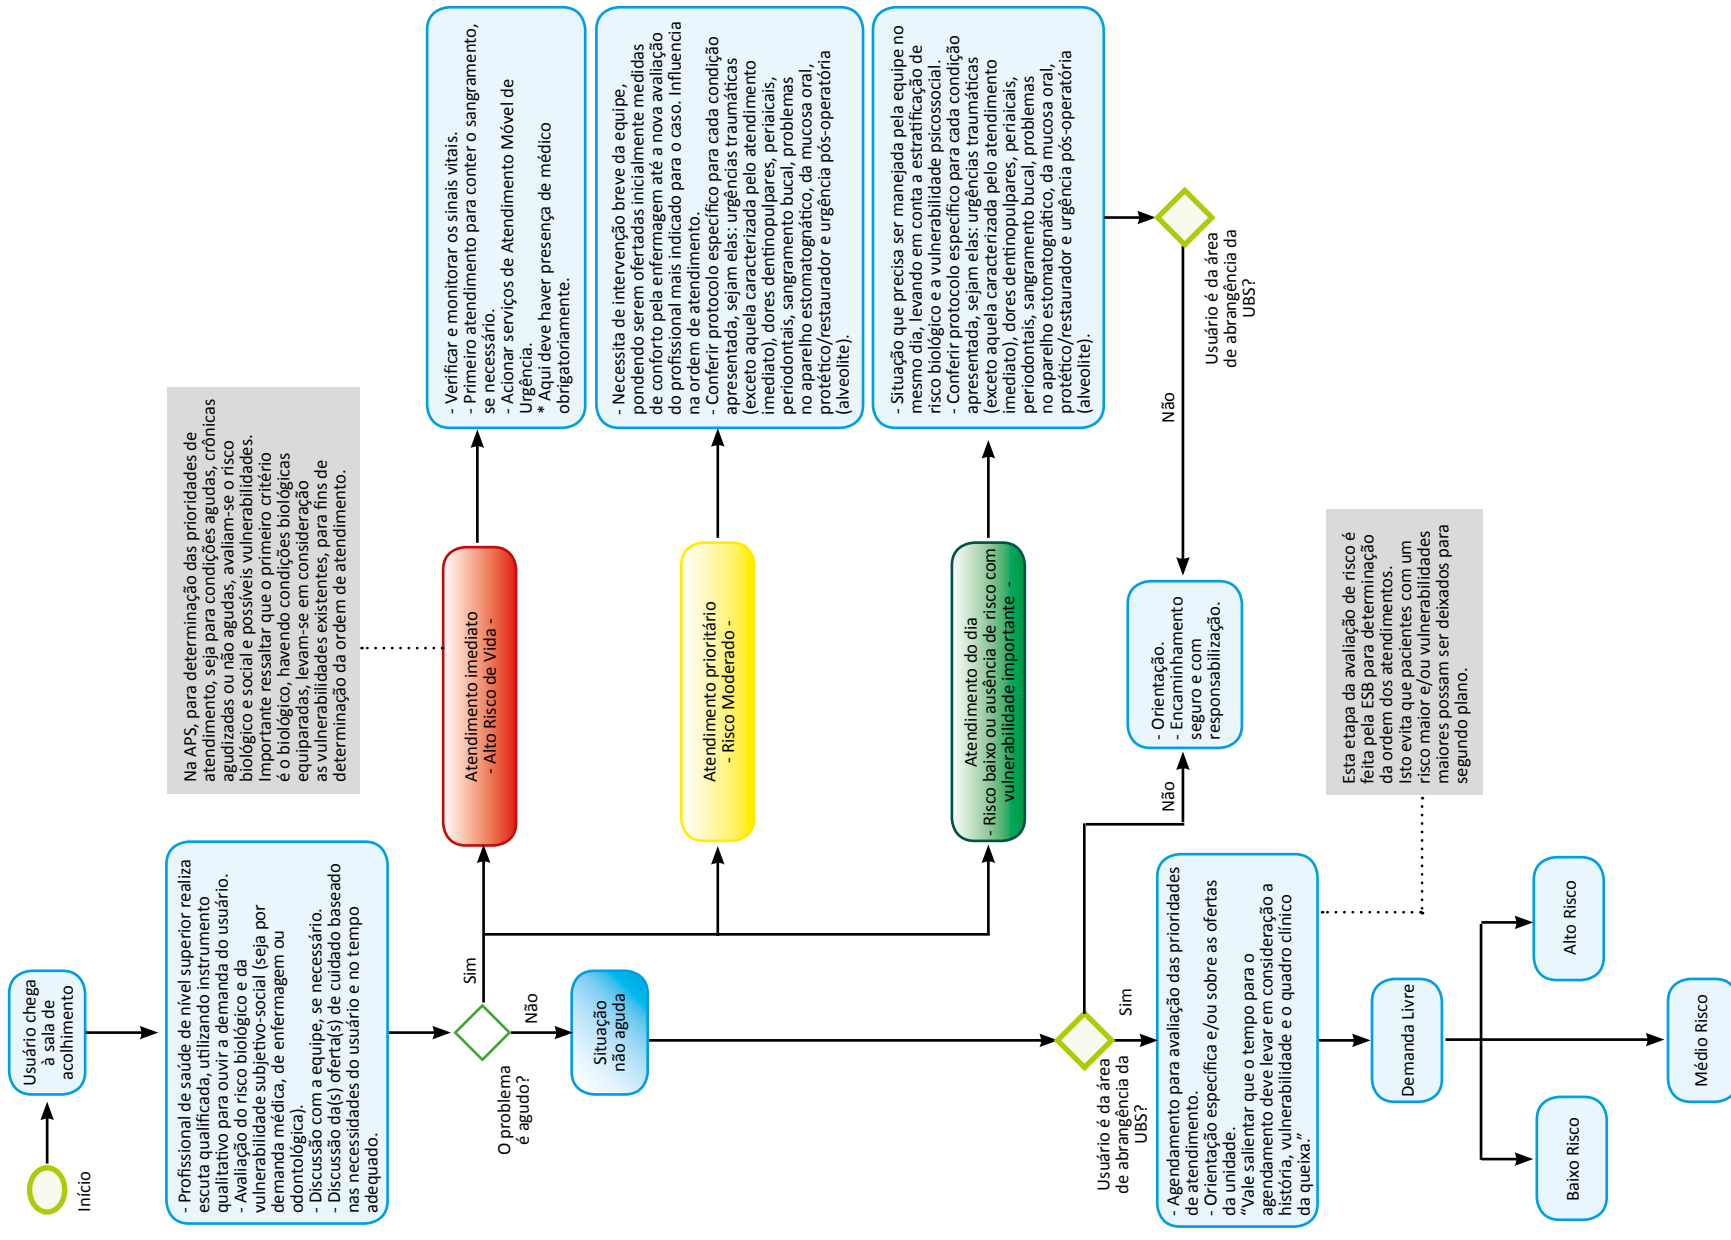 Início
Usuário chega
à sala de
acolhimento
- Profissional de saúde de nível superior realiza
escuta qualificada, utilizando instrumento
qualitativo para ouvir a demanda do usuário.
- Avaliação do risco biológico e da
vulnerabilidade subjetivo-social (seja por
demanda médica, de enfermagem ou
odontológica).
- Discussão com a equipe, se necessário.
- Discussão da(s) oferta(s) de cuidado baseado
nas necessidades do usuário e no tempo
adequado.
O problema
é agudo?
Sim
Não
Na APS, para determinação das prioridades de
atendimento, seja para condições agudas, crônicas
agudizadas ou não agudas, avaliam-se o risco
biológico e social e possíveis vulnerabilidades.
Importante ressaltar que o primeiro critério
é o biológico, havendo condições biológicas
equiparadas, levam-se em consideração
as vulnerabilidades existentes, para fins de
determinação da ordem de atendimento.
Atendimento imediato
- Alto Risco de Vida -
- Verificar e monitorar os sinais vitais.
- Primeiro atendimento para conter o sangramento,
se necessário.
- Acionar serviços de Atendimento Móvel de
Urgência.
* Aqui deve haver presença de médico
obrigatoriamente.
Atendimento prioritário
- Risco Moderado -
- Necessita de intervenção breve da equipe,
pondendo serem ofertadas inicialmente medidas
de conforto pela enfermagem até a nova avaliação
do profissional mais indicado para o caso. Influencia
na ordem de atendimento.
- Conferir protocolo específico para cada condição
apresentada, sejam elas: urgências traumáticas
(exceto aquela caracterizada pelo atendimento
imediato), dores dentinopulpares, periapicais,
periodontais, sangramento bucal, problemas
no aparelho estomatognático, da mucosa oral,
protético/restaurador e urgência pós-operatória
(alveolite).
Atendimento do dia
- Risco baixo ou ausência de risco com
vulnerabilidade importante -
- Situação que precisa ser manejada pela equipe no
mesmo dia, levando em conta a estratificação de
risco biológico e a vulnerabilidade psicossocial.
- Conferir protocolo específico para cada condição
apresentada, sejam elas: urgências traumáticas
(exceto aquela caracterizada pelo atendimento
imediato), dores dentinopulpares, periapicais,
periodontais, sangramento bucal, problemas
no aparelho estomatognático, da mucosa oral,
protético/restaurador e urgência pós-operatória
(alveolite).
Situação
não aguda
Usuário é da área
de abrangência da
UBS?
Não
Usuário é da área
de abrangência da
UBS?
Sim
Não
- Orientação.
- Encaminhamento
seguro e com
responsabilização.
- Agendamento para avaliação das prioridades
de atendimento.
- Orientação específica e/ou sobre as ofertas
da unidade.
“Vale salientar que o tempo para o
agendamento deve levar em consideração a
história, vulnerabilidade e o quadro clínico
da queixa.”
Esta etapa da avaliação de risco é
feita pela ESB para determinação
da ordem dos atendimentos.
Isto evita que pacientes com um
risco maior e/ou vulnerabilidades
maiores possam ser deixados para
segundo plano.
Demanda Livre
Baixo Risco
Médio Risco
Alto Risco